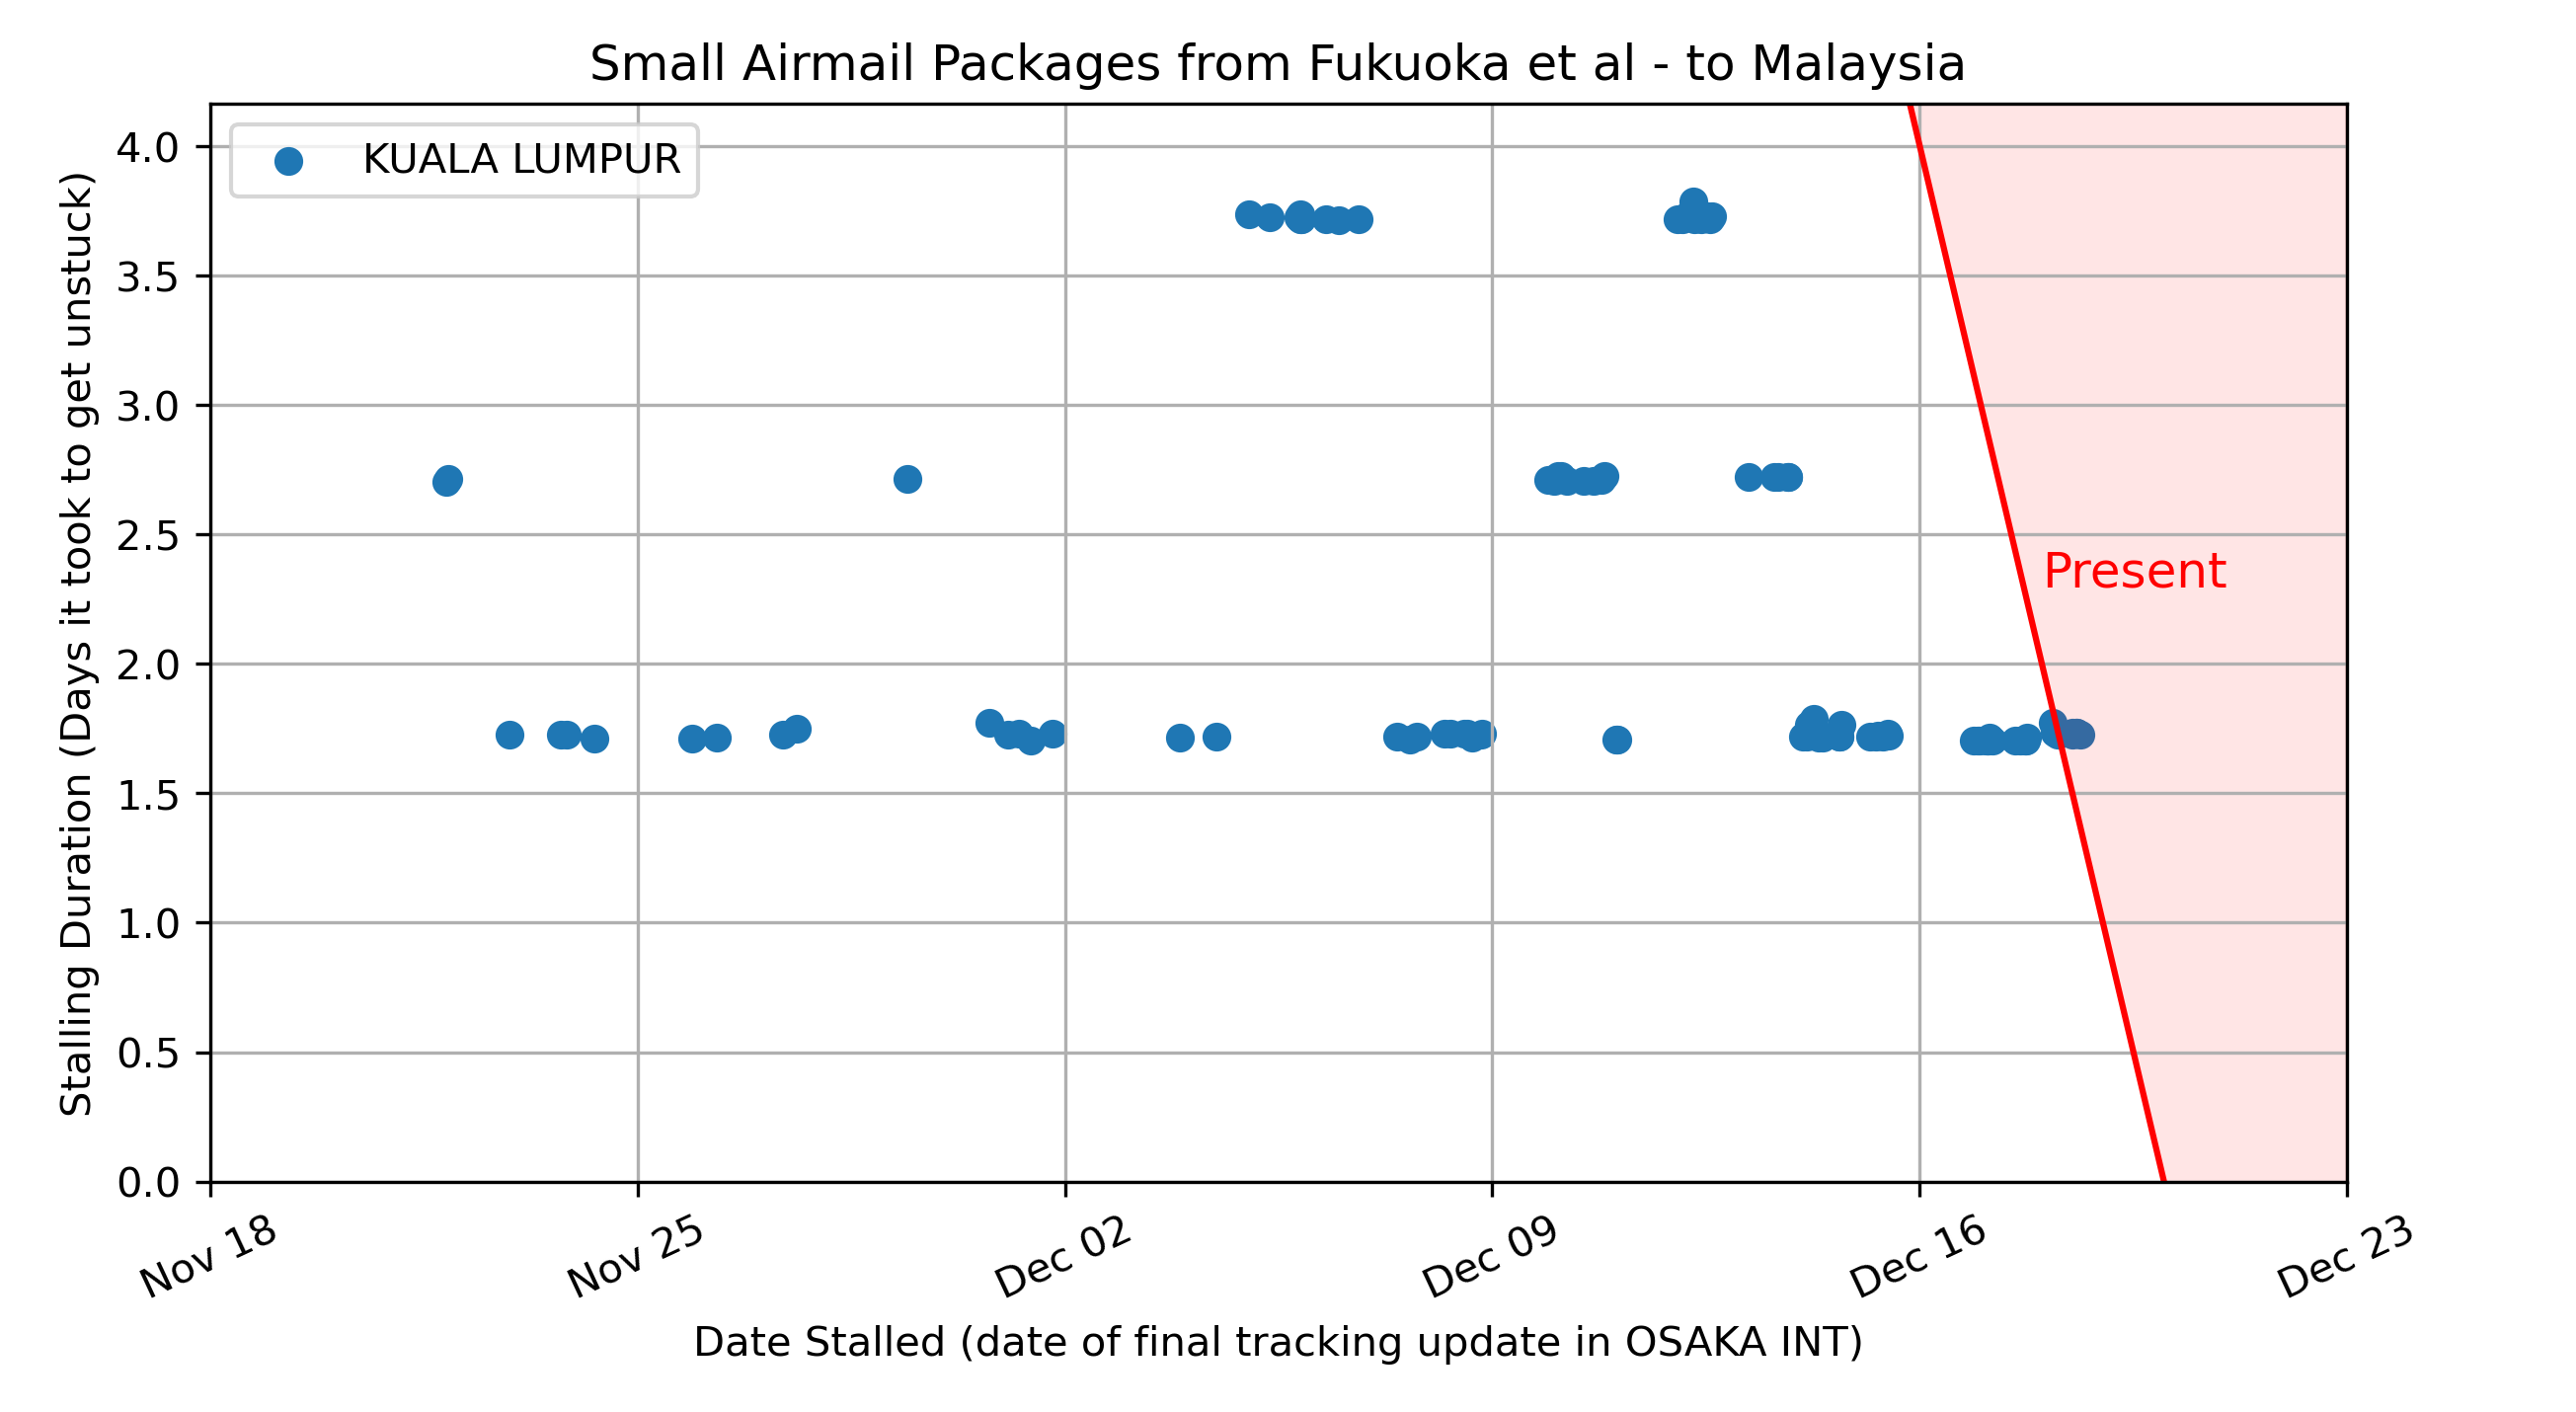 Small Airmail Packages from Fukuoka et al - to Malaysia
KUALA LUMPUR
Stalling Duration (Days it took to get unstuck)
4.0
3.5
3.0
2.5
2.0
1.5
1.0
0.5
0.0
Present
Nov 18
Nov 25
Dec 02
Dec 09
Dec 16
Dec 23
Date Stalled (date of final tracking update in OSAKA INT)